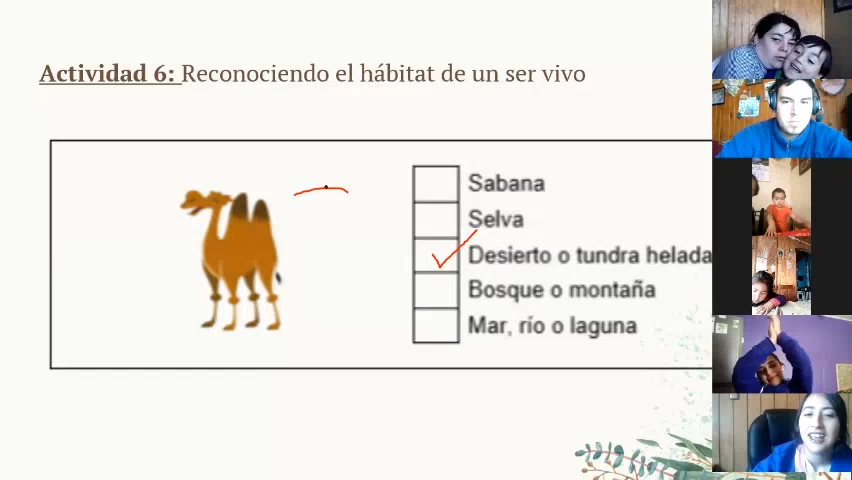 Actividad 6: Reconociendo el hábitat de un ser vivo
Sabana
Selva
Desierto o tundra helada
Bosque o montaña
Mar, río o laguna